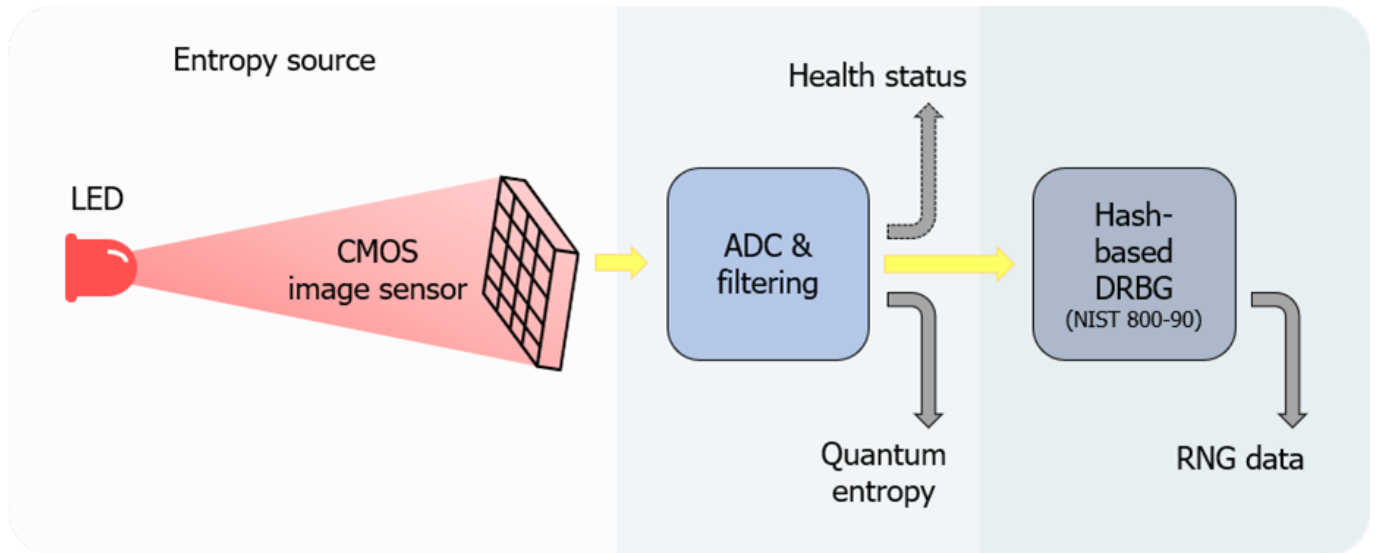 Entropy source
LED
CMOS
image sensor
ADC &
filtering
Health status
Quantum
entropy
Hash-
based
DRBG
(NIST 800-90)
RNG data